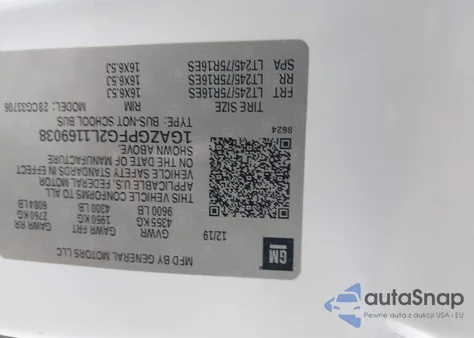 MFD BY GENERAL MOTORS LLC
GM
12/19
GVWR
4355 KG
9600 LB
GAWR FRT
1950 KG
4300 LB
GAWR RR
2760 KG
6084 LB
THIS VEHICLE CONFORMS TO ALL
APPLICABLE U.S. FEDERAL MOTOR
VEHICLE SAFETY STANDARDS IN EFFECT
ON THE DATE OF MANUFACTURE
SHOWN ABOVE.
1GAZGPFG2L1169038
TYPE: BUS-NOT SCHOOL BUS
MODEL: 28CG33706
8624
TIRE SIZE
RIM
FRT
LT245/75R16ES
16X6.5J
RR
LT245/75R16ES
16X6.5J
SPA
LT245/75R16ES
16X6.5J
autoSnap
Pewne auta z aukcji USA i EU